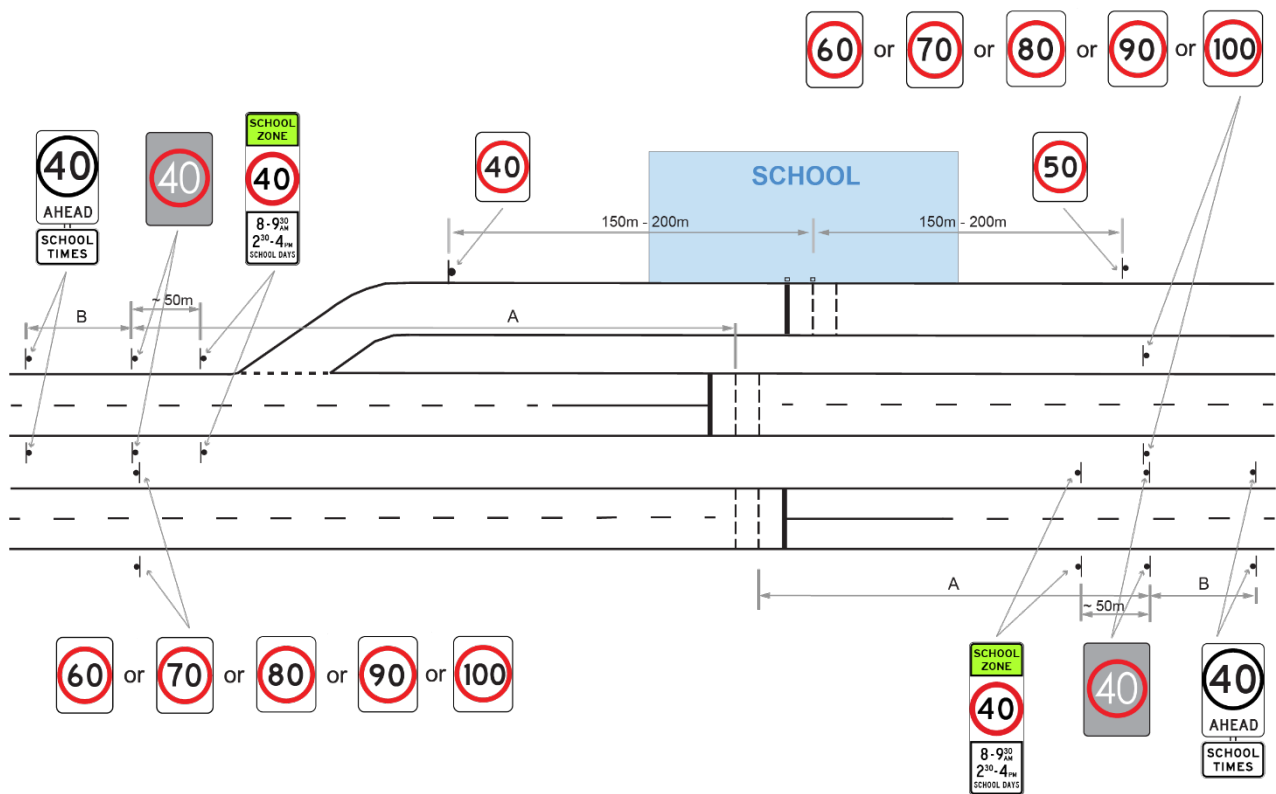 60 or 70 or 80 or 90 or 100
40
AHEAD
SCHOOL
TIMES
40
SCHOOL
ZONE
40
8-9³⁰ AM
2³⁰-4 PM
SCHOOL DAYS
40
SCHOOL
50
150m - 200m
150m - 200m
~ 50m
B
A
A
B
~ 50m
60 or 70 or 80 or 90 or 100
SCHOOL
ZONE
40
8-9³⁰ AM
2³⁰-4 PM
SCHOOL DAYS
40
40
AHEAD
SCHOOL
TIMES